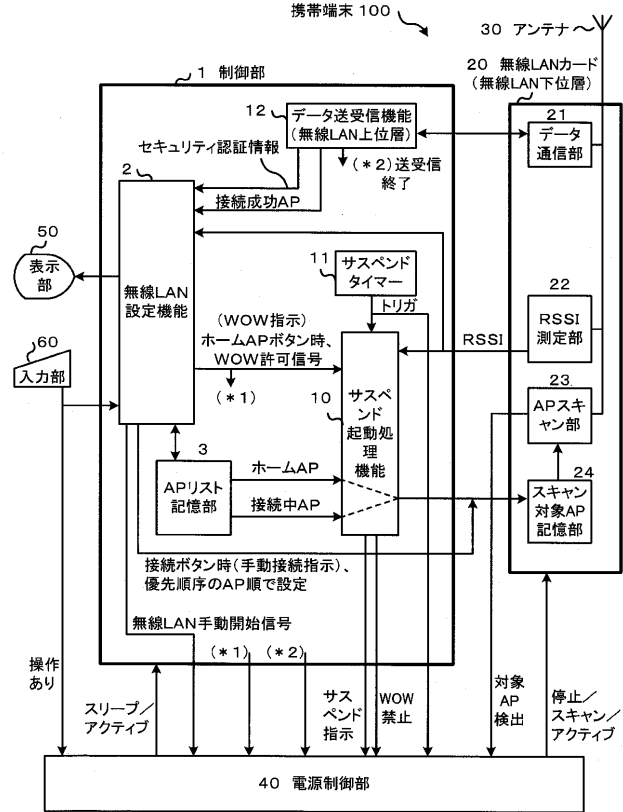 携帯端末 100
30 アンテナ
20 無線LANカード
(無線LAN下位層)
1 制御部
12
データ送受信機能
(無線LAN上位層)
21
データ
通信部
セキュリティ認証情報
(*2)送受信
終了
2
接続成功AP
50
表示
部
11
サスペンド
タイマー
無線LAN
設定機能
トリガ
22
RSSI
測定部
RSSI
(WOW指示)
ホームAPボタン時、
WOW許可信号
(*1)
60
入力部
10
サスペ
ンド
起動処
理
機能
23
APスキ
ャン部
3
APリスト
記憶部
ホームAP
接続中AP
24
スキャン
対象AP
記憶部
接続ボタン時(手動接続指示)、
優先順序のAP順で設定
無線LAN手動開始信号
(*1)
(*2)
操作
あり
スリープ/
アクティブ
サス
ペンド
指示
WOW
禁止
対象
AP
検出
停止/
スキャン/
アクティブ
40 電源制御部